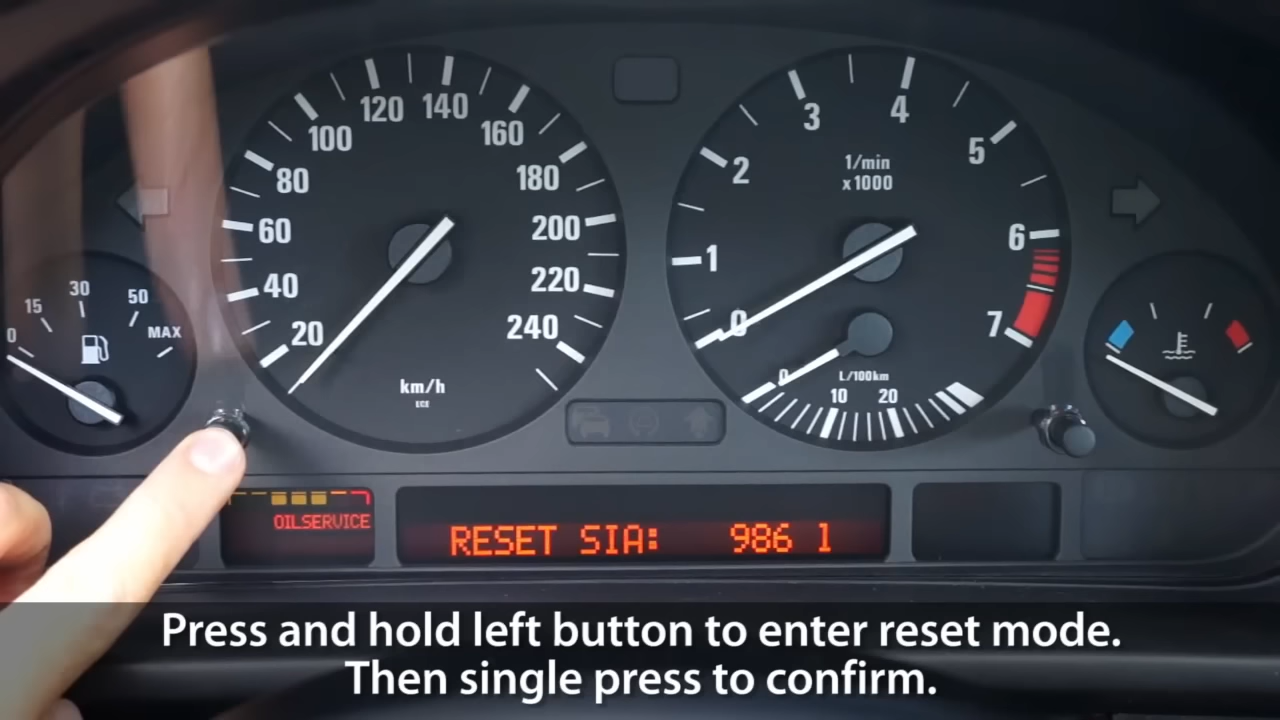 120 140
100 160
80 180
60 200
40 220
20 240
km/h
ECE
3 4
2 5
1/min
x1000
1 6
0 7
0
L/100km
10 20
0 15 30 50 MAX
OILSERVICE
RESET SIA: 986 l
Press and hold left button to enter reset mode.
Then single press to confirm.